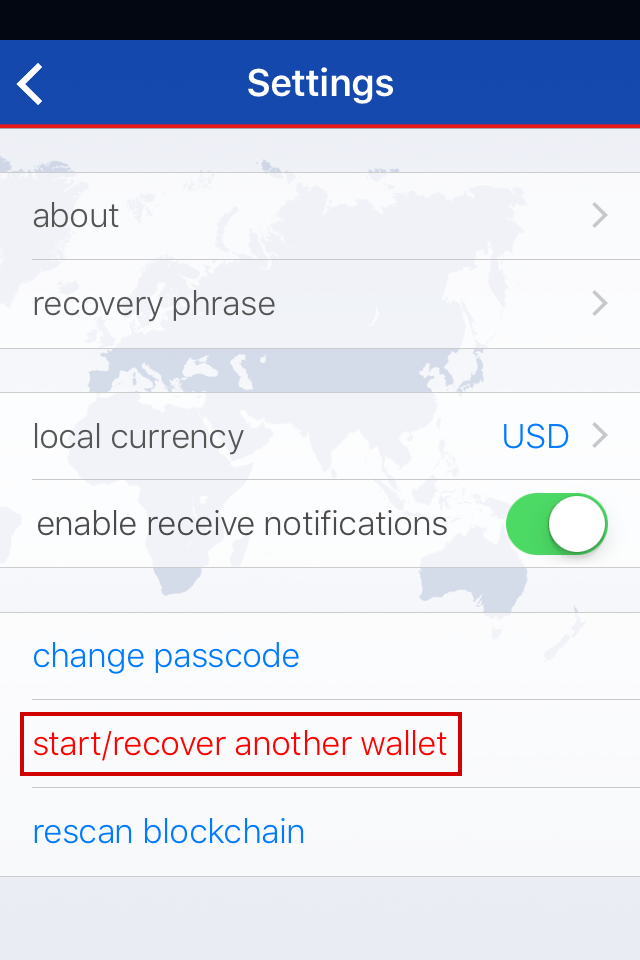 Settings
about
recovery phrase
local currency USD
enable receive notifications
change passcode
start/recover another wallet
rescan blockchain